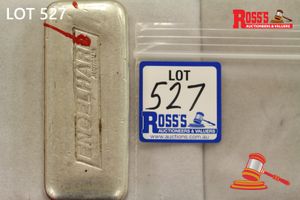 LOT 527
ROSS'S
AUCTIONEERS & VALUERS
LOT
527
ROSS'S
AUCTIONEERS & VALUERS
www.auctions.com.au